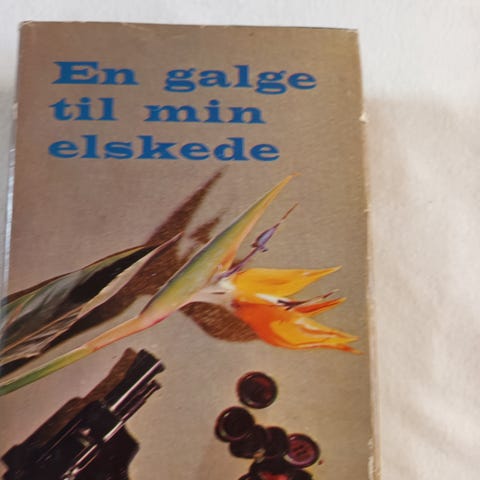 En galge
til min
elskede